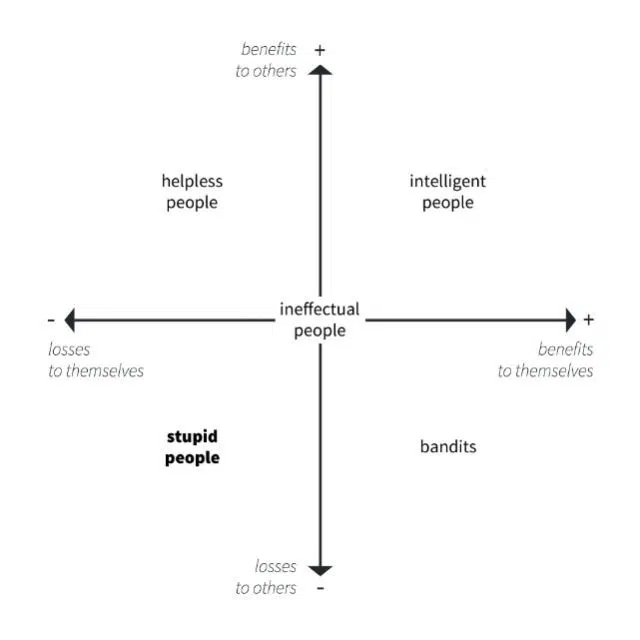 benefits +
to others
helpless
people
intelligent
people
ineffectual
people
- +
losses
to themselves
benefits
to themselves
stupid
people
bandits
losses
to others -